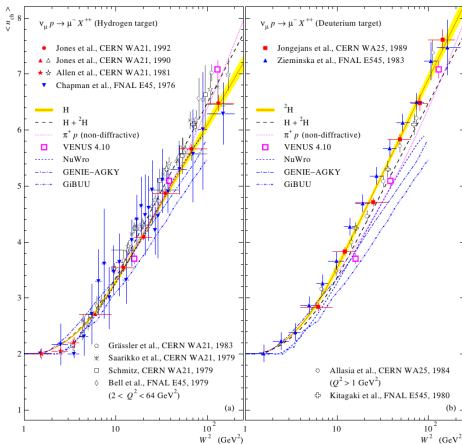 < n_ch >
ν_μ p → μ⁻ X⁺⁺ (Hydrogen target)
Jones et al., CERN WA21, 1992
Jones et al., CERN WA21, 1990
Allen et al., CERN WA21, 1981
Chapman et al., FNAL E45, 1976
H
H + ²H
π⁺ p (non-diffractive)
VENUS 4.10
NuWro
GENIE-AGKY
GiBUU
Grässler et al., CERN WA21, 1983
Saarikko et al., CERN WA21, 1979
Schmitz, CERN WA21, 1979
Bell et al., FNAL E45, 1979
(2 < Q² < 64 GeV²)
(a)
8
7
6
5
4
3
2
1
1
10
10²
W² (GeV²)
ν_μ p → μ⁻ X⁺⁺ (Deuterium target)
Jongejans et al., CERN WA25, 1989
Zieminska et al., FNAL E545, 1983
²H
H + ²H
π⁺ p (non-diffractive)
VENUS 4.10
NuWro
GENIE-AGKY
GiBUU
Allasia et al., CERN WA25, 1984
(Q² > 1 GeV²)
Kitagaki et al., FNAL E545, 1980
(b)
1
10
10²
W² (GeV²)